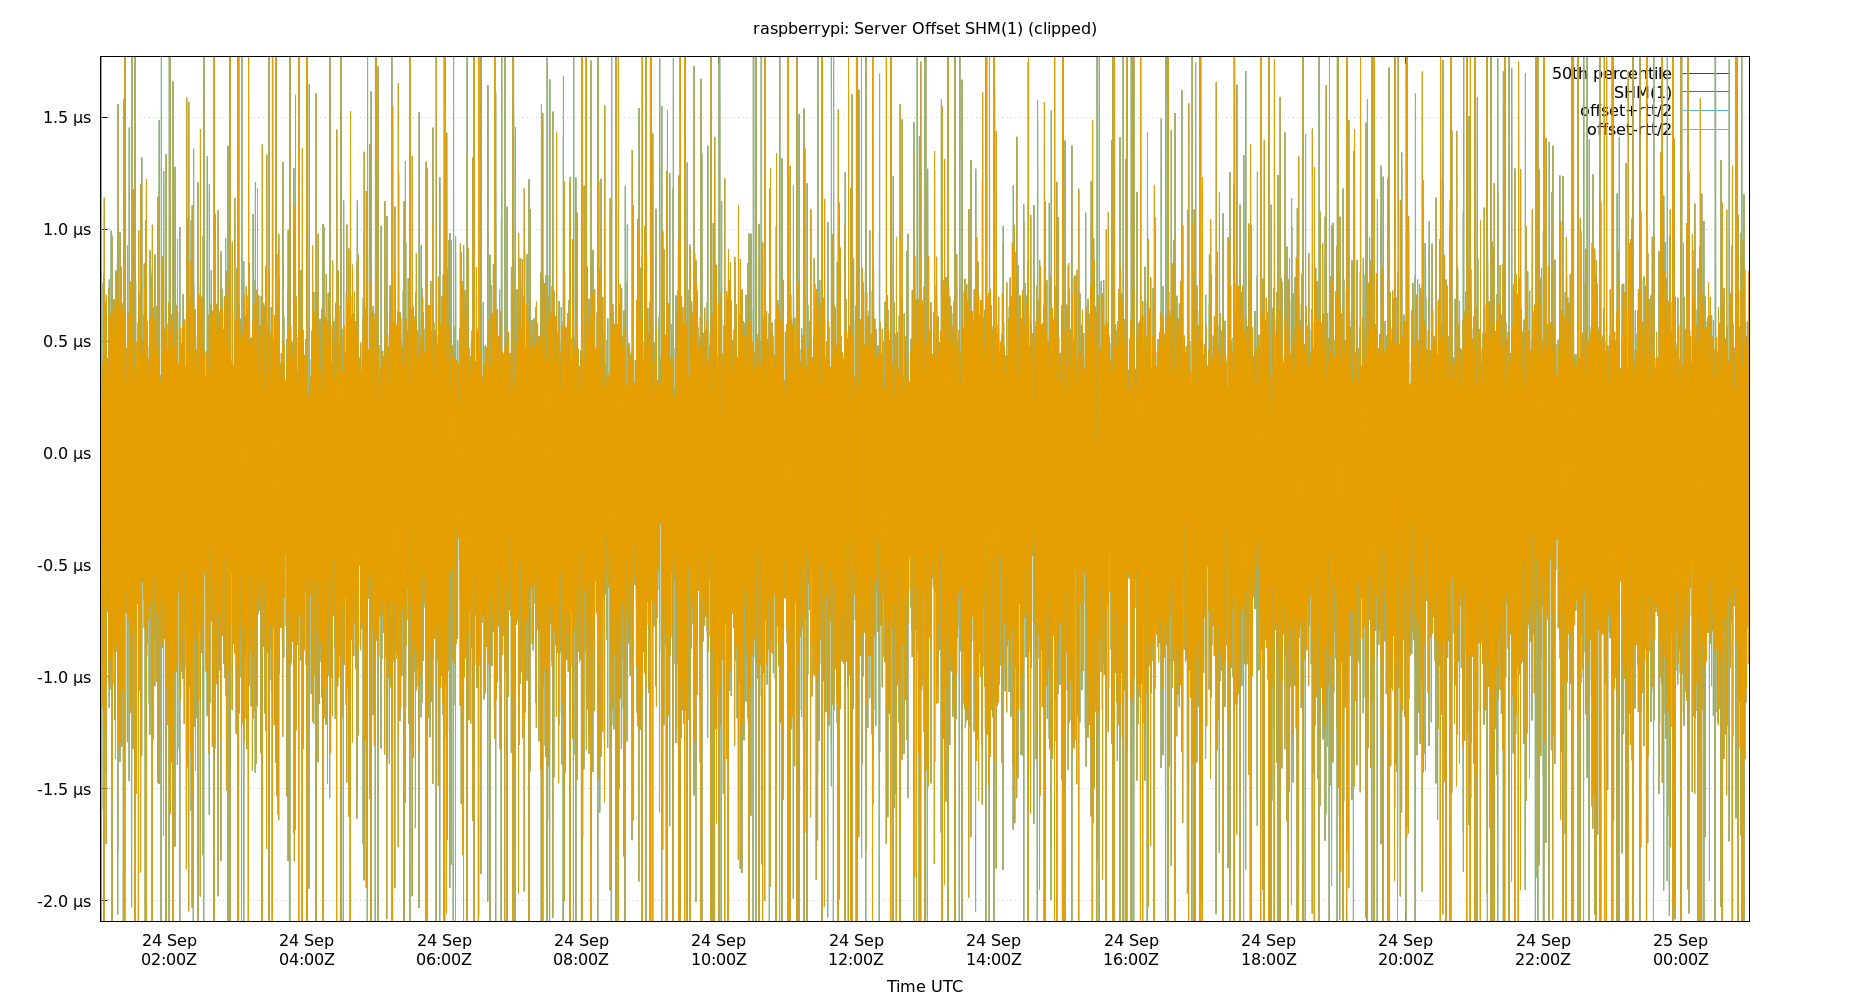 raspberrypi: Server Offset SHM(1) (clipped)
50th percentile
SHM(1)
offset+rtt/2
offset-rtt/2
1.5 µs
1.0 µs
0.5 µs
0.0 µs
-0.5 µs
-1.0 µs
-1.5 µs
-2.0 µs
24 Sep 24 Sep 24 Sep 24 Sep 24 Sep 24 Sep 24 Sep 24 Sep 24 Sep 24 Sep 24 Sep 25 Sep
02:00Z 04:00Z 06:00Z 08:00Z 10:00Z 12:00Z 14:00Z 16:00Z 18:00Z 20:00Z 22:00Z 00:00Z
Time UTC